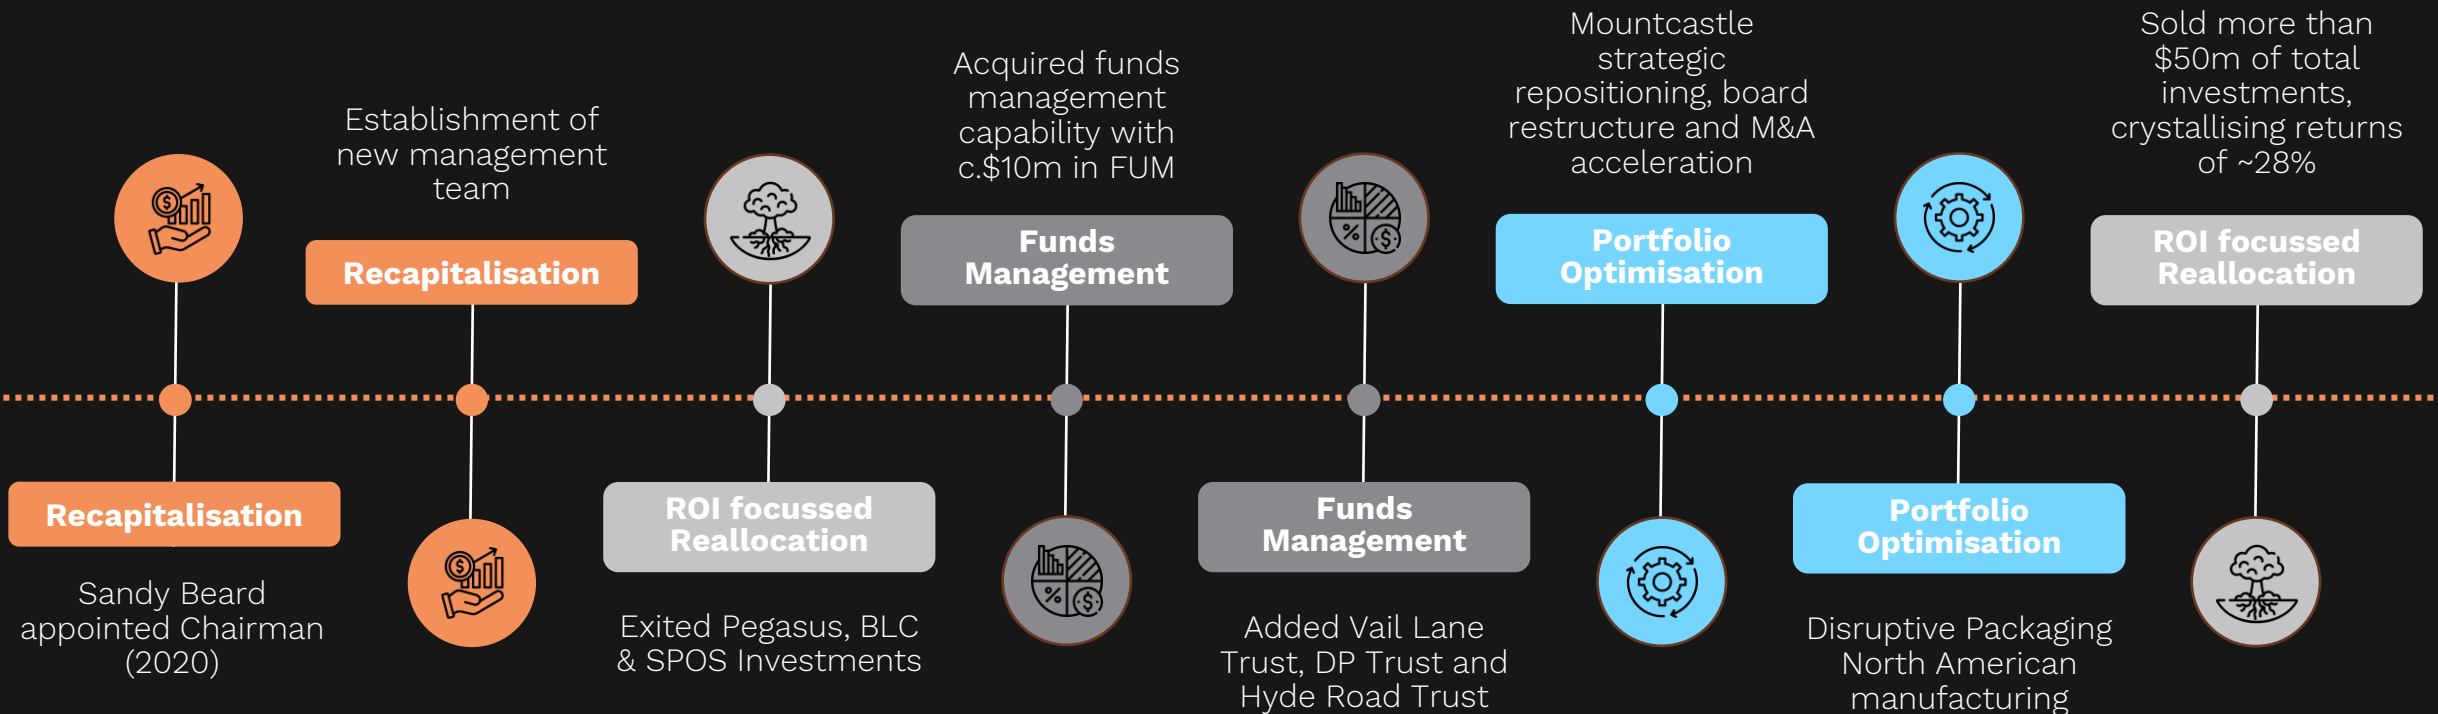 Recapitalisation
Sandy Beard
appointed Chairman
(2020)
Establishment of
new management
team
Recapitalisation
ROI focussed
Reallocation
Exited Pegasus, BLC
& SPOS Investments
Acquired funds
management
capability with
c.$10m in FUM
Funds
Management
Funds
Management
Added Vail Lane
Trust, DP Trust and
Hyde Road Trust
Mountcastle
strategic
repositioning, board
restructure and M&A
acceleration
Portfolio
Optimisation
Portfolio
Optimisation
Disruptive Packaging
North American
manufacturing
Sold more than
$50m of total
investments,
crystallising returns
of ~28%
ROI focussed
Reallocation